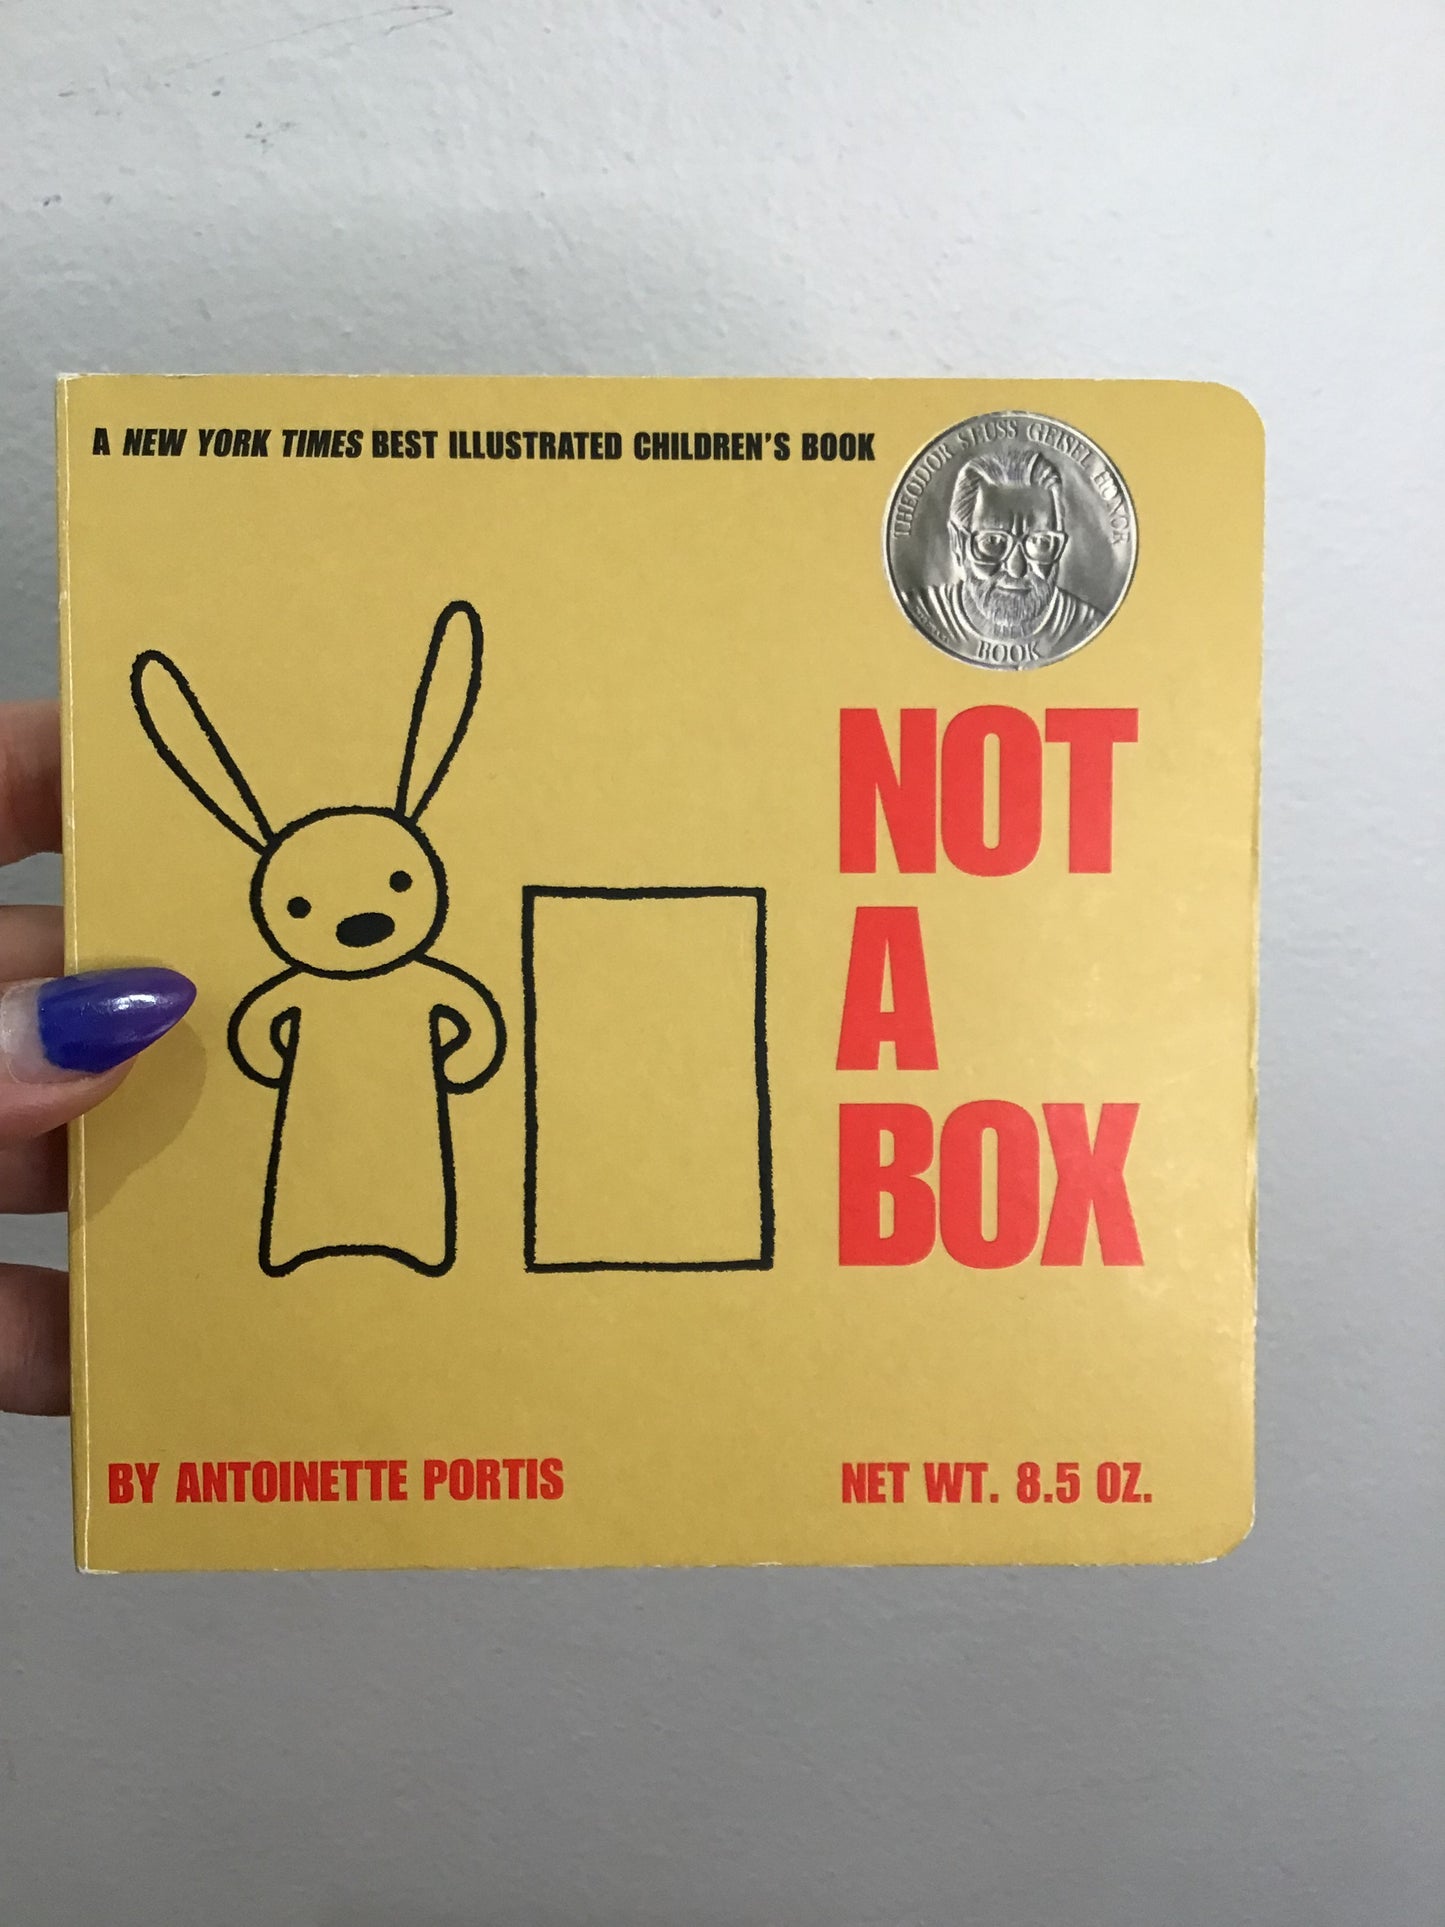 A NEW YORK TIMES BEST ILLUSTRATED CHILDREN'S BOOK
THEODOR SEUSS GEISEL HONOR
BOOK
NOT
A
BOX
BY ANTOINETTE PORTIS
NET WT. 8.5 OZ.